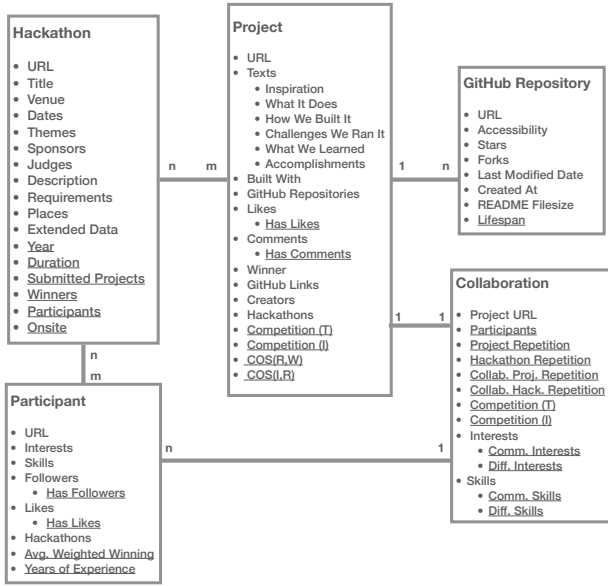 Hackathon
• URL
• Title
• Venue
• Dates
• Themes
• Sponsors
• Judges
• Description
• Requirements
• Places
• Extended Data
• Year
• Duration
• Submitted Projects
• Winners
• Participants
• Onsite
n
m
Project
• URL
• Texts
• Inspiration
• What It Does
• How We Built It
• Challenges We Ran It
• What We Learned
• Accomplishments
• Built With
• GitHub Repositories
• Likes
• Has Likes
• Comments
• Has Comments
• Winner
• GitHub Links
• Creators
• Hackathons
• Competition (T)
• Competition (I)
• COS(R,W)
• COS(I,R)
1
n
GitHub Repository
• URL
• Accessibility
• Stars
• Forks
• Last Modified Date
• Created At
• README Filesize
• Lifespan
1
1
Collaboration
• Project URL
• Participants
• Project Repetition
• Hackathon Repetition
• Collab. Proj. Repetition
• Collab. Hack. Repetition
• Competition (T)
• Competition (I)
• Interests
• Comm. Interests
• Diff. Interests
• Skills
• Comm. Skills
• Diff. Skills
n
m
Participant
• URL
• Interests
• Skills
• Followers
• Has Followers
• Likes
• Has Likes
• Hackathons
• Avg. Weighted Winning
• Years of Experience
n
1